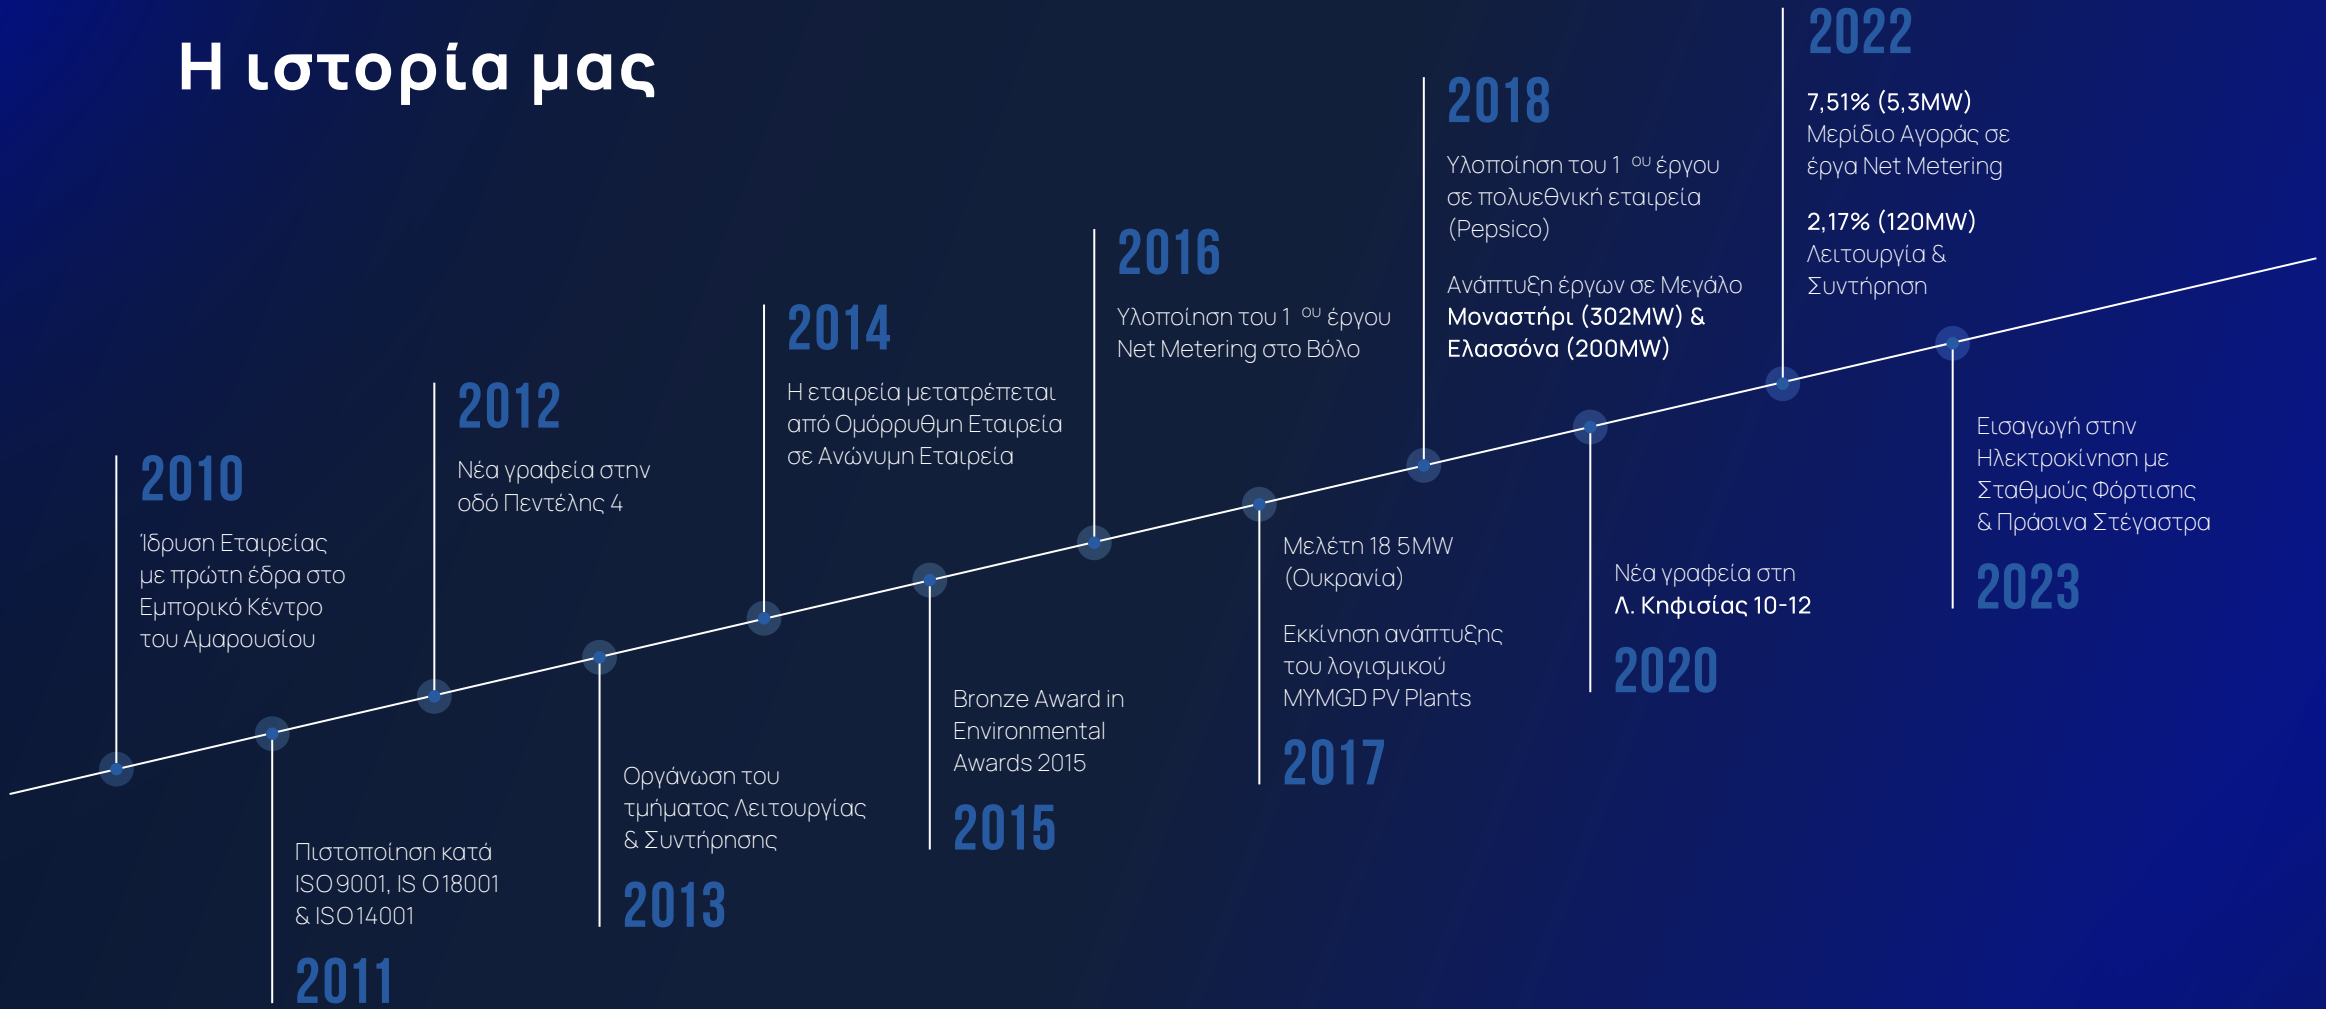 Η ιστορία μας
2010
Ίδρυση Εταιρείας
με πρώτη έδρα στο
Εμπορικό Κέντρο
του Αμαρουσίου
Πιστοποίηση κατά
ISO 9001, IS O 18001
& ISO 14001
2011
2012
Νέα γραφεία στην
οδό Πεντέλης 4
Οργάνωση του
τμήματος Λειτουργίας
& Συντήρησης
2013
2014
Η εταιρεία μετατρέπεται
από Ομόρρυθμη Εταιρεία
σε Ανώνυμη Εταιρεία
Bronze Award in
Environmental
Awards 2015
2015
2016
Υλοποίηση του 1 ου έργου
Net Metering στο Βόλο
Μελέτη 18 5MW
(Ουκρανία)
Εκκίνηση ανάπτυξης
του λογισμικού
MYMGD PV Plants
2017
2018
Υλοποίηση του 1 ου έργου
σε πολυεθνική εταιρεία
(Pepsico)
Ανάπτυξη έργων σε Μεγάλο
Μοναστήρι (302MW) &
Ελασσόνα (200MW)
Νέα γραφεία στη
Λ. Κηφισίας 10-12
2020
2022
7,51% (5,3MW)
Μερίδιο Αγοράς σε
έργα Net Metering
2,17% (120MW)
Λειτουργία &
Συντήρηση
Εισαγωγή στην
Ηλεκτροκίνηση με
Σταθμούς Φόρτισης
& Πράσινα Στέγαστρα
2023